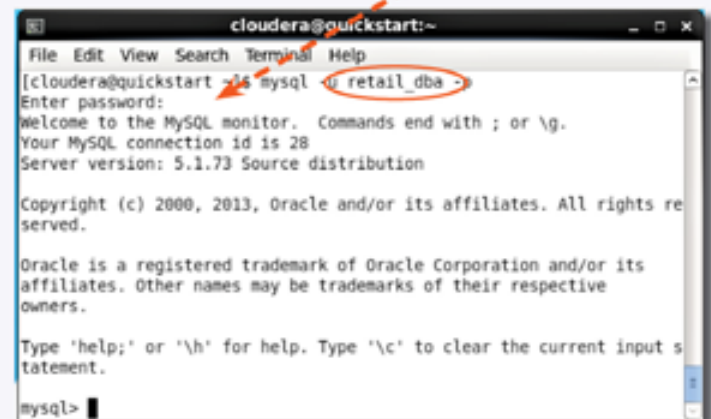 cloudera@quickstart:~
File Edit View Search Terminal Help
[cloudera@quickstart ~]$ mysql -u retail_dba -p
Enter password:
Welcome to the MySQL monitor.  Commands end with ; or \g.
Your MySQL connection id is 28
Server version: 5.1.73 Source distribution
Copyright (c) 2000, 2013, Oracle and/or its affiliates. All rights re
served.
Oracle is a registered trademark of Oracle Corporation and/or its
affiliates. Other names may be trademarks of their respective
owners.
Type 'help;' or '\h' for help. Type '\c' to clear the current input s
tatement.
mysql>